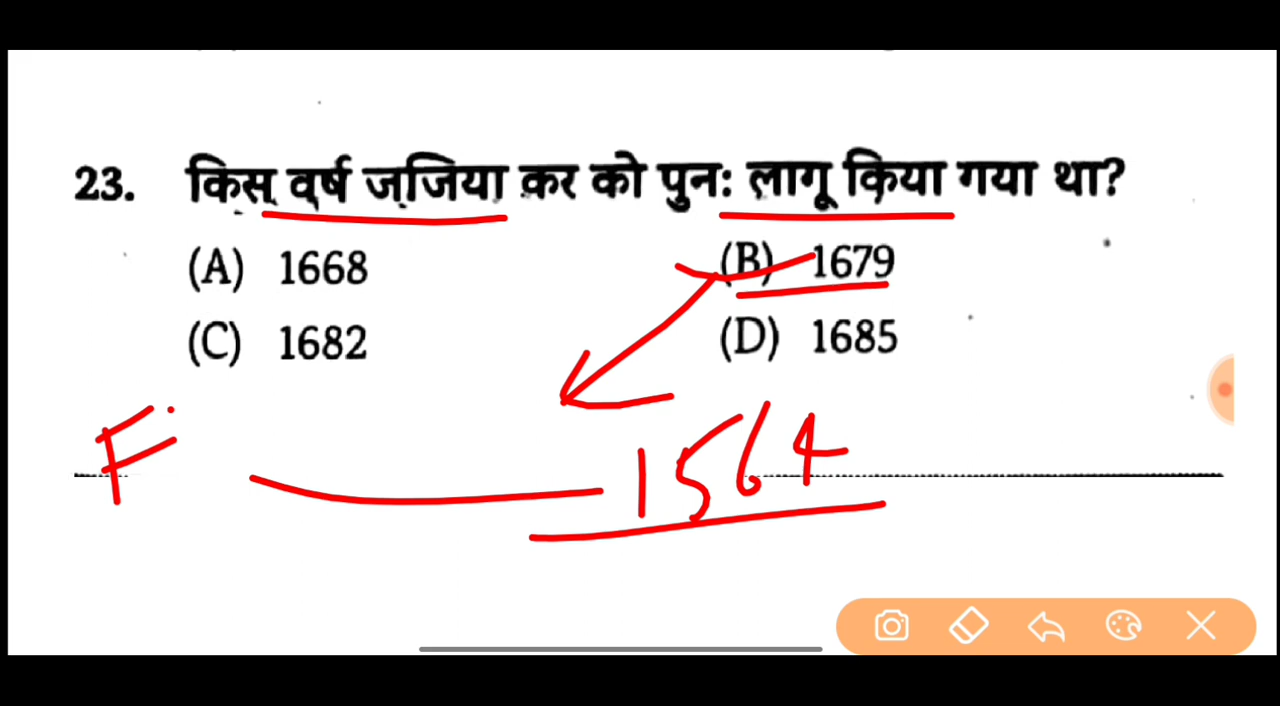 23. किस वर्ष जजिया कर को पुनः लागू किया गया था?
(A) 1668 (B) 1679
(C) 1682 (D) 1685
F 1564